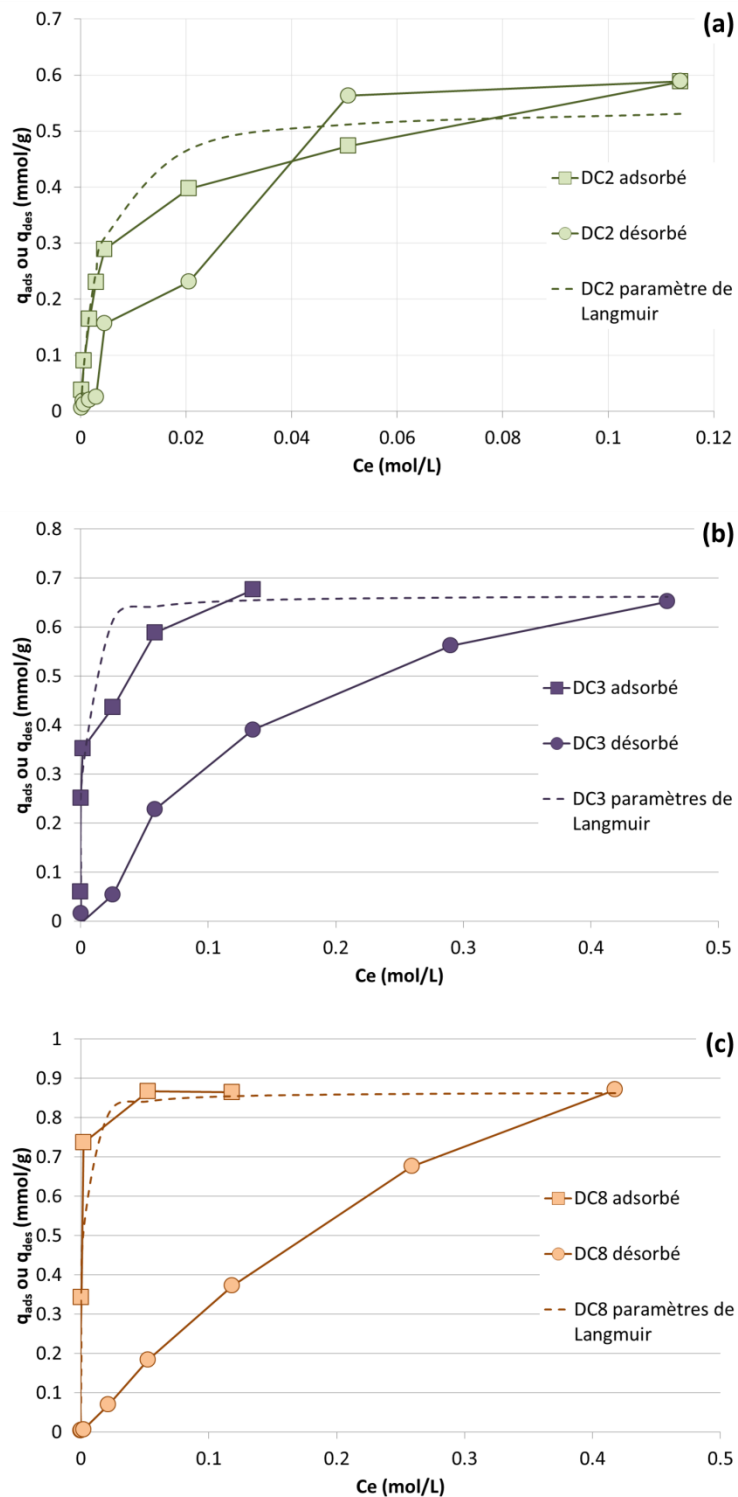 (a)
0.7
0.6
0.5
0.4
0.3
0.2
0.1
0
q_ads ou q_des (mmol/g)
DC2 adsorbé
DC2 désorbé
DC2 paramètre de
Langmuir
0 0.02 0.04 0.06 0.08 0.1 0.12
Ce (mol/L)
(b)
0.8
0.7
0.6
0.5
0.4
0.3
0.2
0.1
0
q_ads ou q_des (mmol/g)
DC3 adsorbé
DC3 désorbé
DC3 paramètres de
Langmuir
0 0.1 0.2 0.3 0.4 0.5
Ce (mol/L)
(c)
1
0.9
0.8
0.7
0.6
0.5
0.4
0.3
0.2
0.1
0
q_ads ou q_des (mmol/g)
DC8 adsorbé
DC8 désorbé
DC8 paramètres de
Langmuir
0 0.1 0.2 0.3 0.4 0.5
Ce (mol/L)